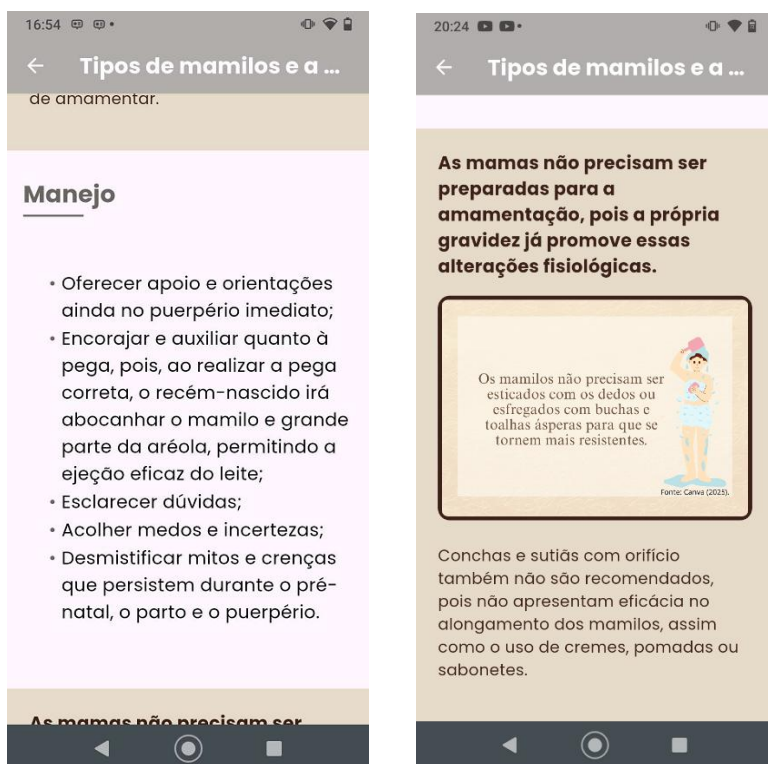 16:54
Tipos de mamilos e a ...
de amamentar.
Manejo
• Oferecer apoio e orientações
ainda no puerpério imediato;
• Encorajar e auxiliar quanto à
pega, pois, ao realizar a pega
correta, o recém-nascido irá
abocanhar o mamilo e grande
parte da aréola, permitindo a
ejeção eficaz do leite;
• Esclarecer dúvidas;
• Acolher medos e incertezas;
• Desmistificar mitos e crenças
que persistem durante o pré-
natal, o parto e o puerpério.
As mamas não precisam ser
20:24
Tipos de mamilos e a ...
As mamas não precisam ser
preparadas para a
amamentação, pois a própria
gravidez já promove essas
alterações fisiológicas.
Os mamilos não precisam ser
esticados com os dedos ou
esfregados com buchas e
toalhas ásperas para que se
tornem mais resistentes.
Fonte: Canva (2025).
Conchas e sutiãs com orifício
também não são recomendados,
pois não apresentam eficácia no
alongamento dos mamilos, assim
como o uso de cremes, pomadas ou
sabonetes.